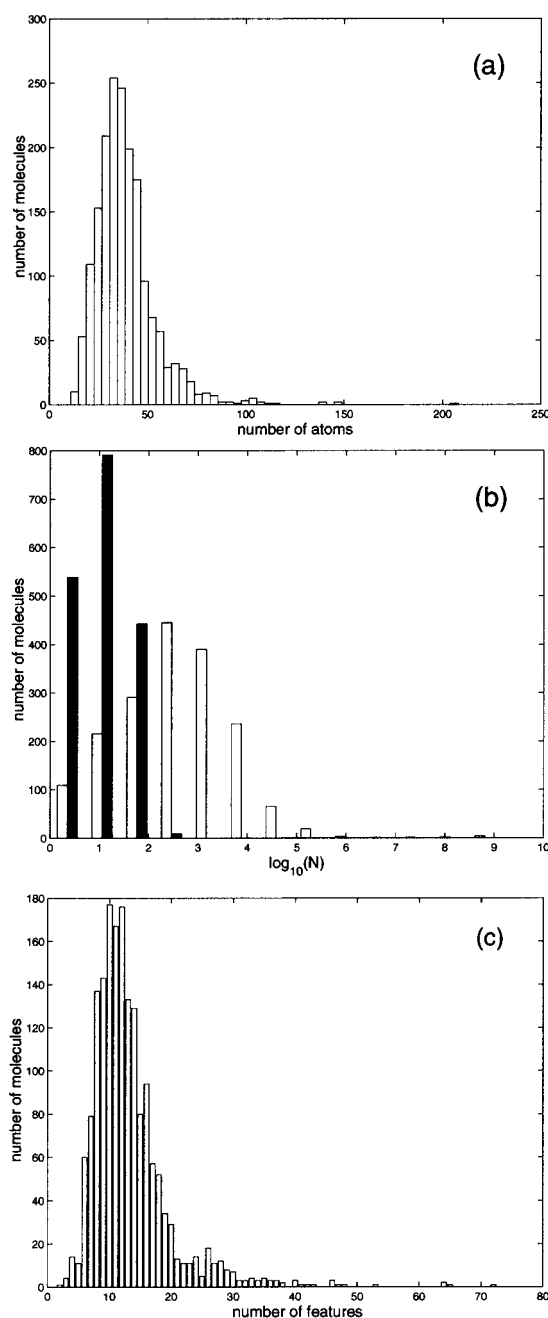 (a)
number of molecules
300
250
200
150
100
50
0
0 50 100 150 200 250
number of atoms
(b)
number of molecules
800
700
600
500
400
300
200
100
0
0 1 2 3 4 5 6 7 8 9 10
log10(N)
(c)
number of molecules
180
160
140
120
100
80
60
40
20
0
0 10 20 30 40 50 60 70 80
number of features